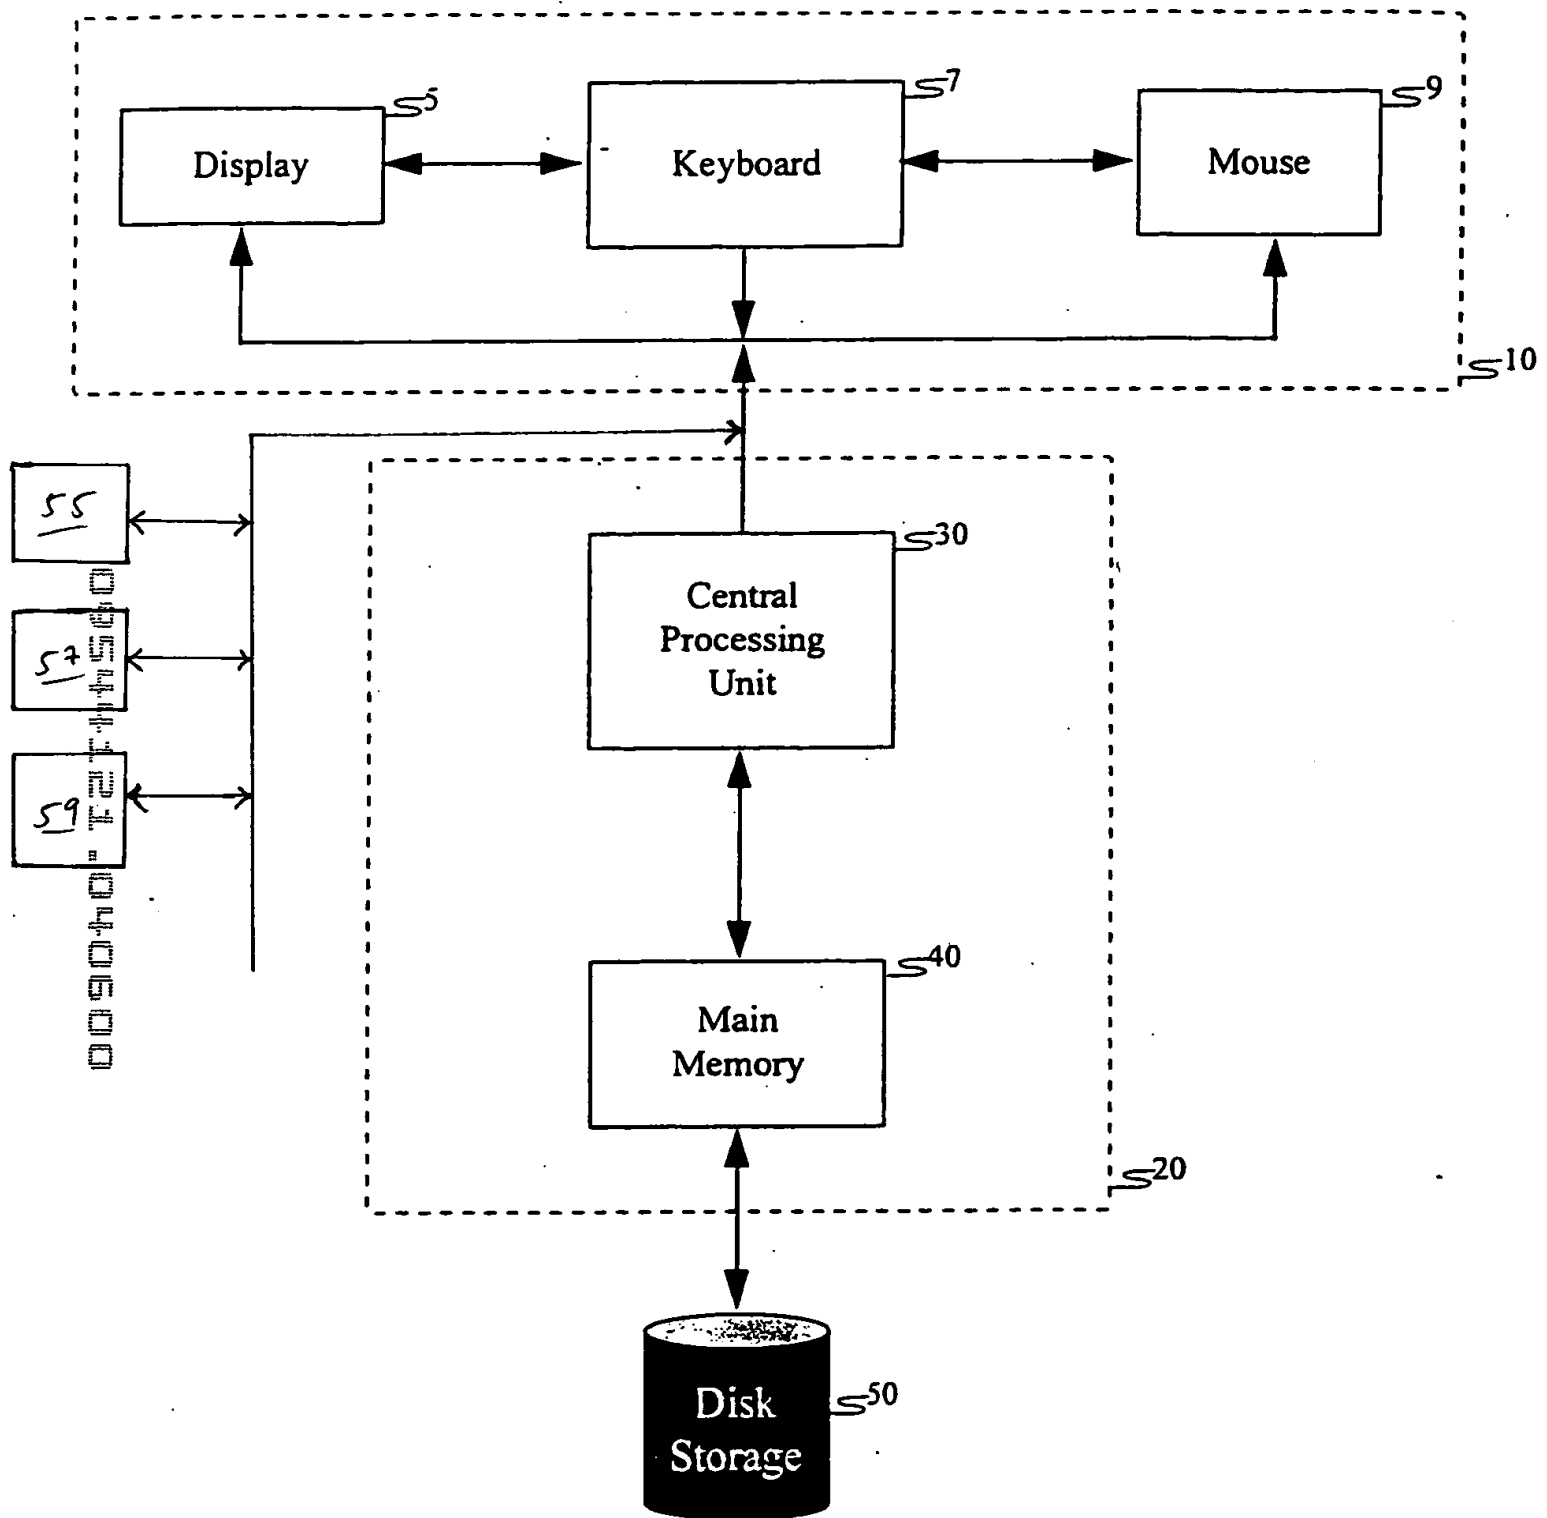 5
7
9
Display
Keyboard
Mouse
10
55
30
Central
Processing
Unit
57
59
40
Main
Memory
20
50
Disk
Storage